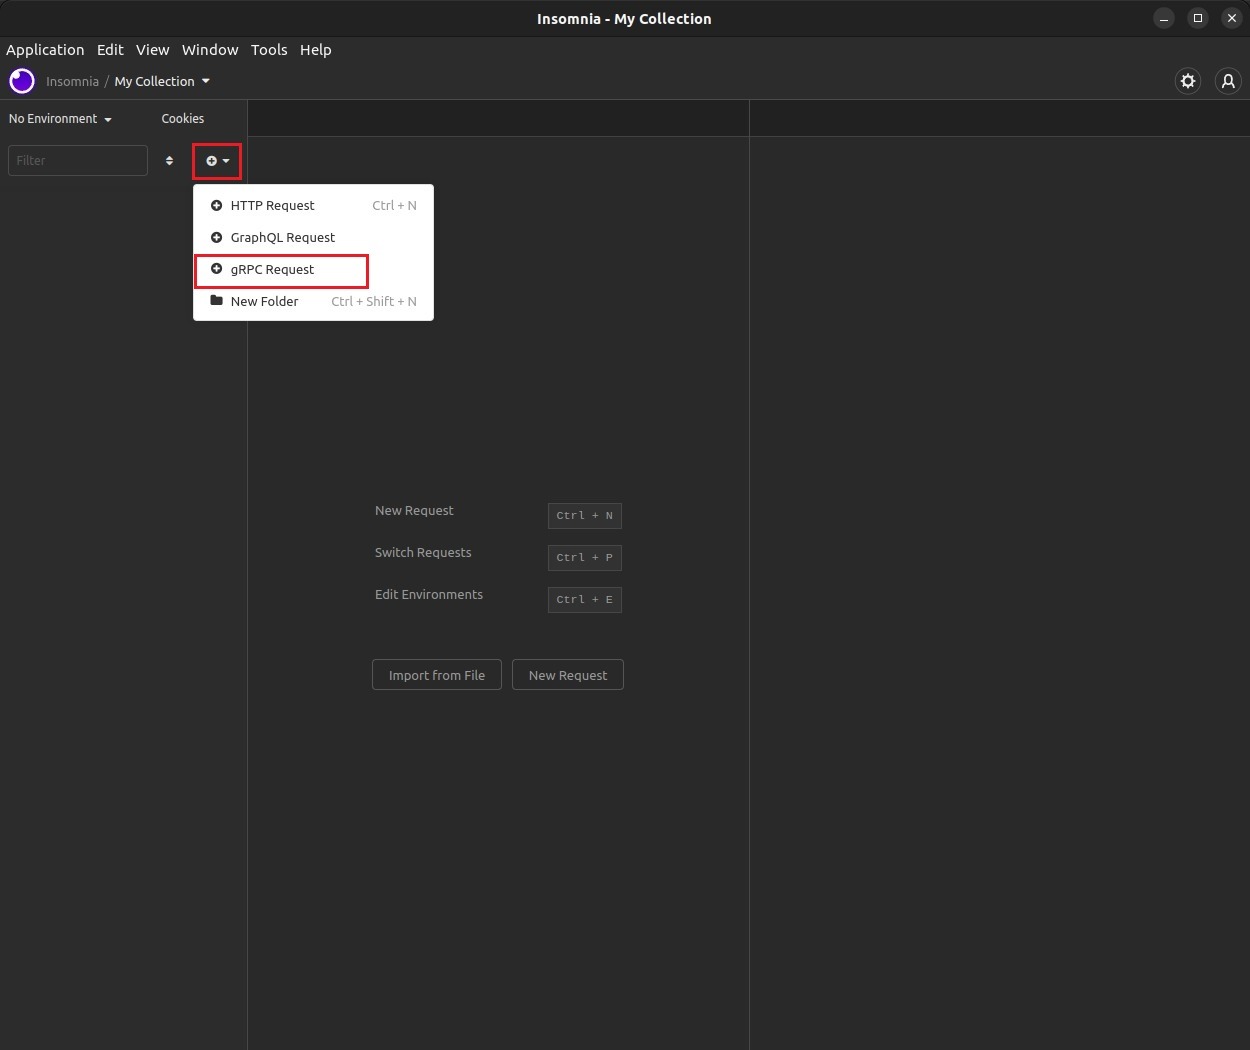 Insomnia - My Collection
Application Edit View Window Tools Help
Insomnia / My Collection
No Environment Cookies
Filter
HTTP Request Ctrl + N
GraphQL Request
gRPC Request
New Folder Ctrl + Shift + N
New Request Ctrl + N
Switch Requests Ctrl + P
Edit Environments Ctrl + E
Import from File New Request